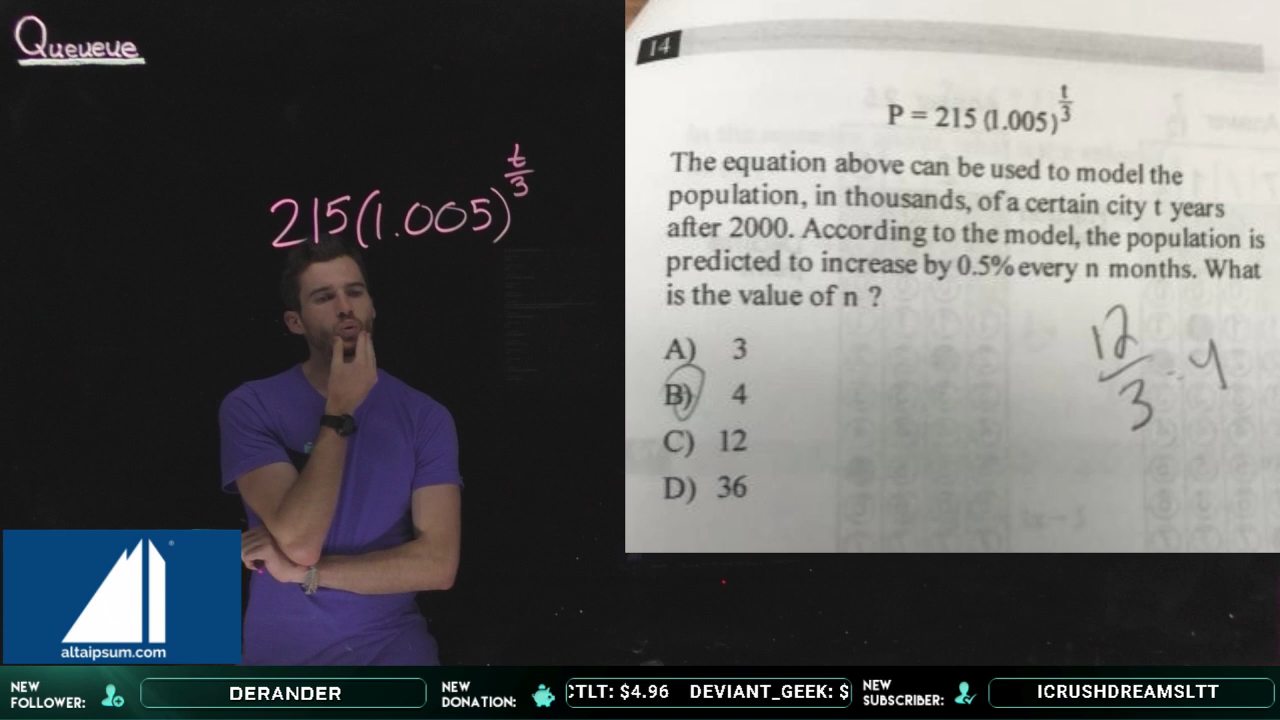 Queueue
215(1.005)^(t/3)
14
P = 215 (1.005)^(t/3)
The equation above can be used to model the
population, in thousands, of a certain city t years
after 2000. According to the model, the population is
predicted to increase by 0.5% every n months. What
is the value of n ?
A) 3
B) 4
C) 12
D) 36
12
3
altaipsum.com
NEW
FOLLOWER:
DERANDER
NEW
DONATION:
TLT: $4.96 DEVIANT_GEEK: $
NEW
SUBSCRIBER:
ICRUSHDREAMSLTT